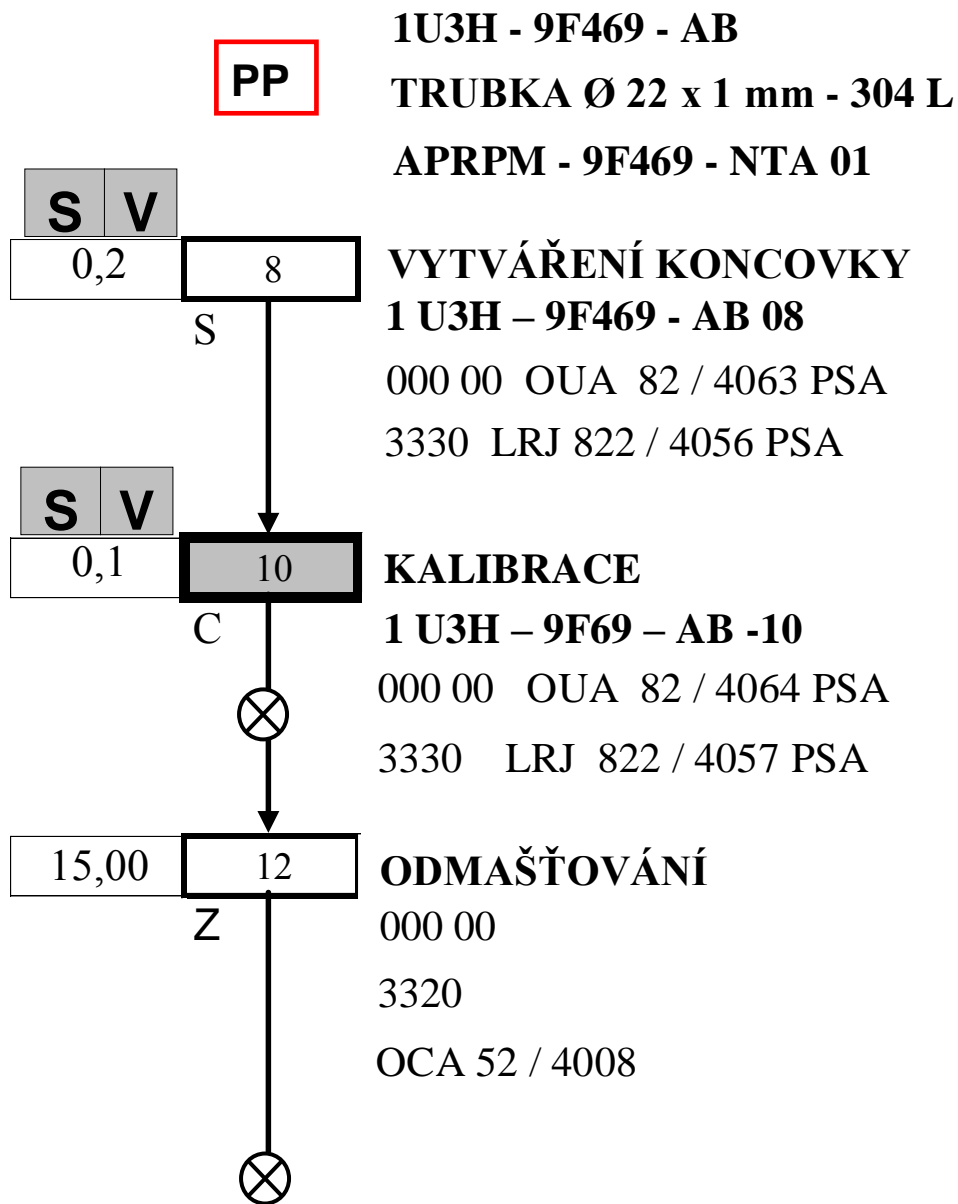 1U3H - 9F469 - AB
PP
TRUBKA Ø 22 x 1 mm - 304 L
APRPM - 9F469 - NTA 01
S V
0,2 8 VYTVÁŘENÍ KONCOVKY
S 1 U3H – 9F469 - AB 08
000 00 OUA 82 / 4063 PSA
3330 LRJ 822 / 4056 PSA
S V
0,1 10 KALIBRACE
C 1 U3H – 9F69 – AB -10
000 00 OUA 82 / 4064 PSA
3330 LRJ 822 / 4057 PSA
15,00 12 ODMAŠŤOVÁNÍ
Z 000 00
3320
OCA 52 / 4008